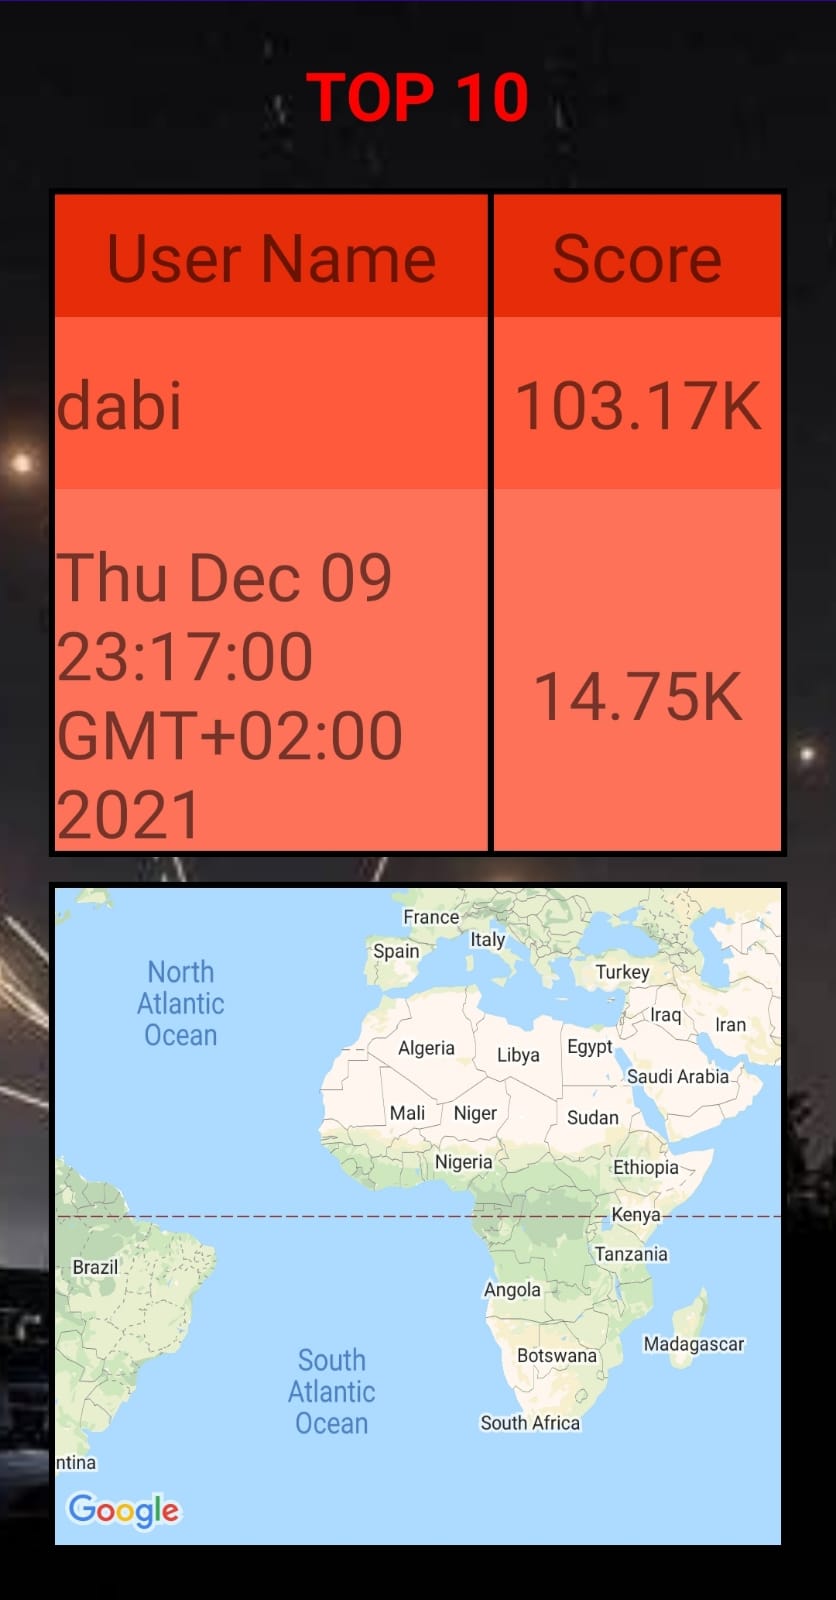 TOP 10
User Name Score
dabi 103.17K
Thu Dec 09
23:17:00
GMT+02:00
2021
14.75K
France
Italy
Spain
Turkey
North
Atlantic
Ocean
Iraq
Iran
Algeria
Libya
Egypt
Saudi Arabia
Mali
Niger
Sudan
Nigeria
Ethiopia
Kenya
Brazil
Tanzania
Angola
Madagascar
Botswana
South
Atlantic
Ocean
South Africa
ntina
Google